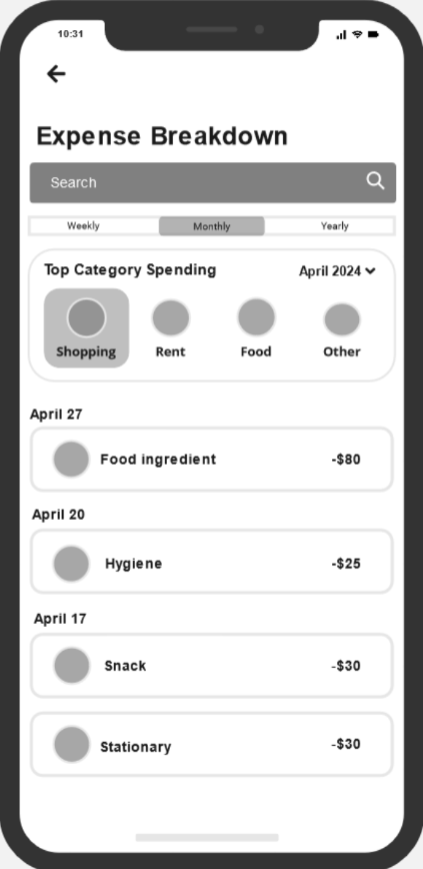 10:31
Expense Breakdown
Search
Weekly Monthly Yearly
Top Category Spending April 2024
Shopping Rent Food Other
April 27
Food ingredient -$80
April 20
Hygiene -$25
April 17
Snack -$30
Stationary -$30